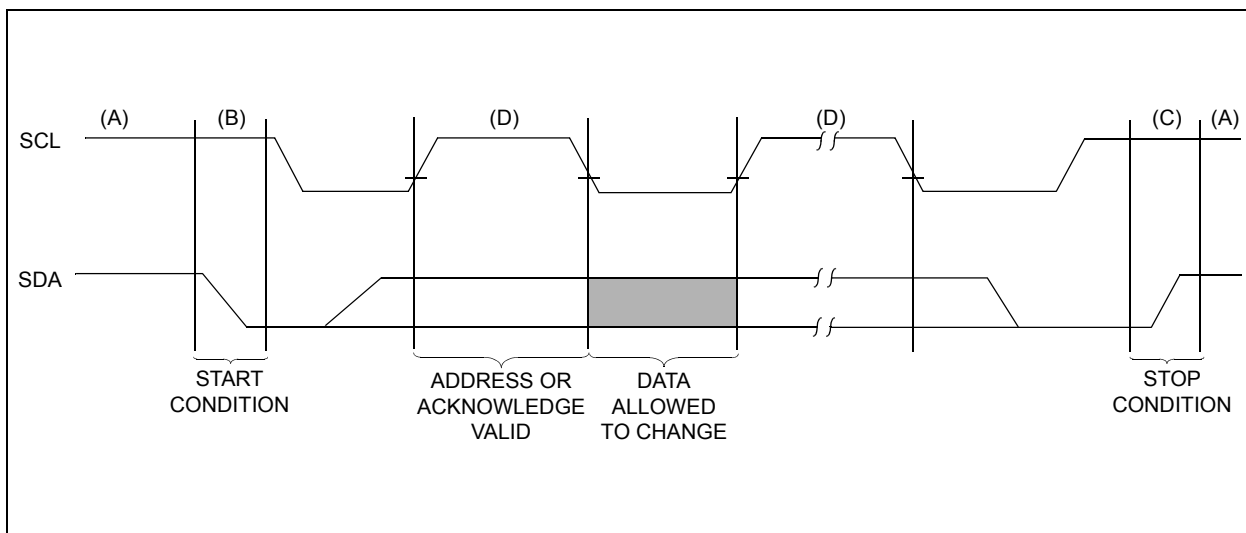 (A) (B) (D) (D) (C) (A)
SCL
SDA
START
CONDITION
ADDRESS OR
ACKNOWLEDGE
VALID
DATA
ALLOWED
TO CHANGE
STOP
CONDITION